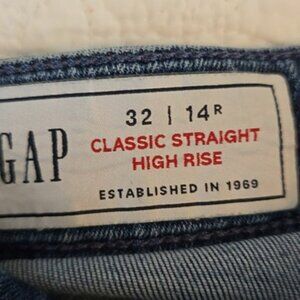 GAP
32 | 14R
CLASSIC STRAIGHT
HIGH RISE
ESTABLISHED IN 1969